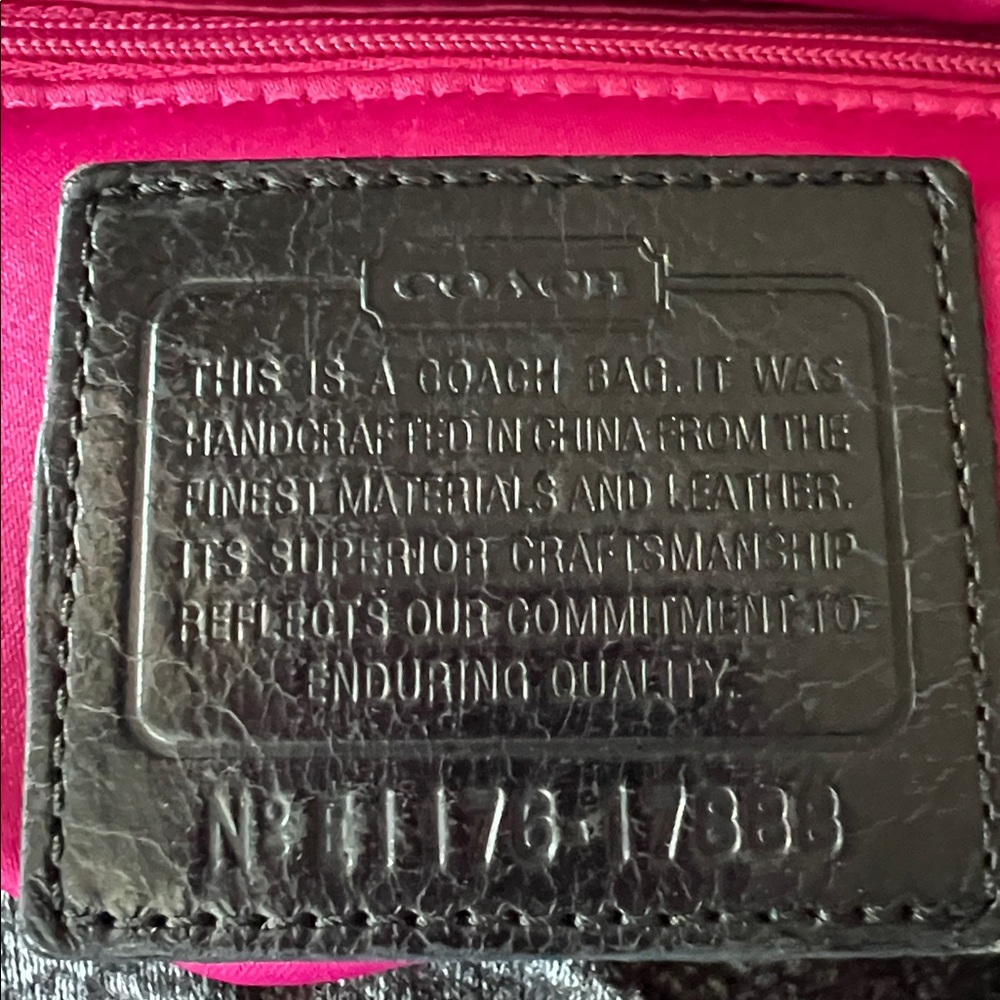 COACH
THIS IS A COACH BAG. IT WAS
HANDCRAFTED IN CHINA FROM THE
FINEST MATERIALS AND LEATHER.
ITS SUPERIOR CRAFTSMANSHIP
REFLECTS OUR COMMITMENT TO
ENDURING QUALITY.
Nº